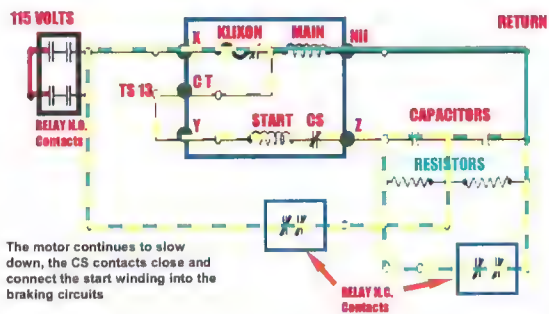 115 VOLTS
RETURN
X
KLIXON
MAIN
Nii
C T
TS 13
START
CS
Y
Z
CAPACITORS
RESISTORS
RELAY N.O.
Contacts
The motor continues to slow
down, the CS contacts close and
connect the start winding into the
braking circuits
RELAY N.C.
Contacts